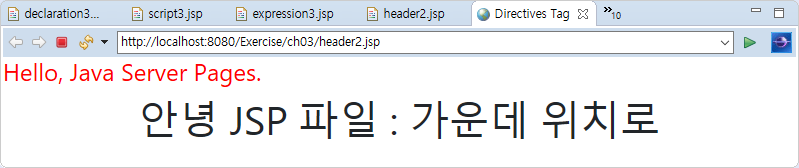 declaration3... script3.jsp expression3.jsp header2.jsp Directives Tag »10
http://localhost:8080/Exercise/ch03/header2.jsp
Hello, Java Server Pages.
안녕 JSP 파일 : 가운데 위치로